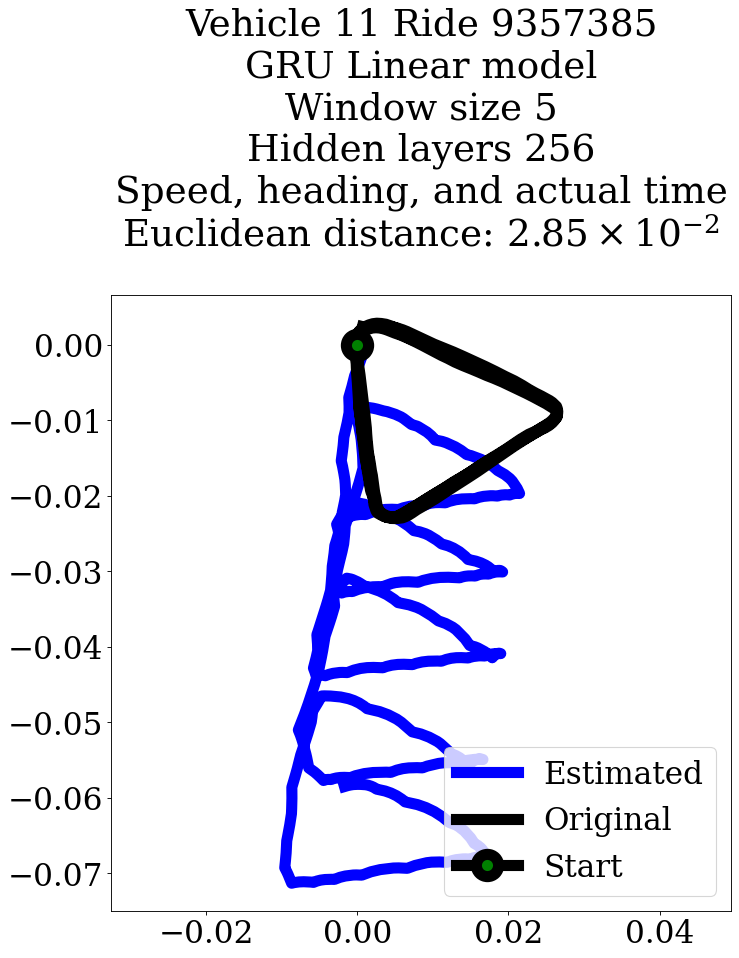 Vehicle 11 Ride 9357385
GRU Linear model
Window size 5
Hidden layers 256
Speed, heading, and actual time
Euclidean distance: 2.85 × 10⁻²
0.00
−0.01
−0.02
−0.03
−0.04
−0.05
−0.06
−0.07
Estimated
Original
Start
−0.02
0.00
0.02
0.04